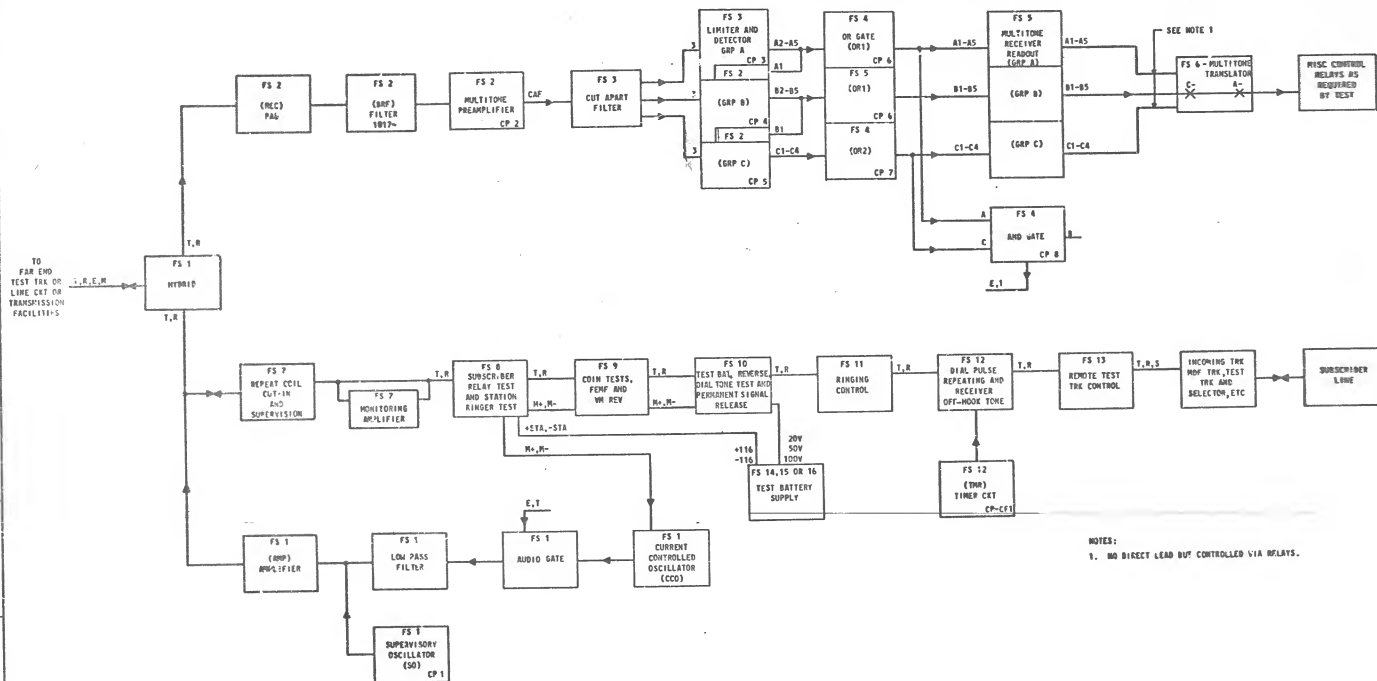 FS 2
(REC)
PAD
FS 2
(BRF)
FILTER
1817-
FS 2
MULTITONE
PREAMPLIFIER
CP 2
CAF
FS 3
CUT APART
FILTER
3
3
3
FS 3
LIMITER AND
DETECTOR
GRP A
CP 3
FS 2
(GRP B)
CP 4
FS 2
(GRP C)
CP 5
A2-A5
A1
B2-B5
B1
C1-C4
FS 4
OR GATE
(OR1)
CP 6
FS 5
(OR1)
CP 6
FS 4
(OR2)
CP 7
A1-A5
B1-B5
C1-C4
FS 5
MULTITONE
RECEIVER
READOUT
(GRP A)
(GRP B)
(GRP C)
A1-A5
B1-B5
C1-C4
SEE NOTE 1
FS 6 - MULTITONE
TRANSLATOR
C-
A-
MISC CONTROL
RELAYS AS
REQUIRED
BY TEST
A
C
FS 4
AND GATE
CP 8
B
E,1
TO
FAR END
TEST TRK OR
LINE CKT OR
TRANSMISSION
FACILITIES
T,R,E,M
T,R
FS 1
HYBRID
T,R
FS 7
REPEAT COIL
CUT-IN
AND
SUPERVISION
FS 7
MONITORING
AMPLIFIER
T,R
FS 8
SUBSCRIBER
RELAY TEST
AND STATION
RINGER TEST
T,R
M+,M-
FS 9
COIN TESTS,
FEMF AND
VM REV
T,R
M+,M-
FS 10
TEST BAT, REVERSE,
DIAL TONE TEST AND
PERMANENT SIGNAL
RELEASE
T,R
FS 11
RINGING
CONTROL
T,R
FS 12
DIAL PULSE
REPEATING AND
RECEIVER
OFF-HOOK TONE
T,R
FS 13
REMOTE TEST
TRK CONTROL
T,R,S
INCOMING TRK
MDF TRK,TEST
TRK AND
SELECTOR,ETC
SUBSCRIBER
LINE
+STA,-STA
M+,M-
+116
-116
20V
50V
100V
FS 14,15 OR 16
TEST BATTERY
SUPPLY
FS 12
(TMR)
TIMER CKT
CP-CF1
FS 1
(AMP)
AMPLIFIER
FS 1
LOW PASS
FILTER
E,T
FS 1
AUDIO GATE
FS 1
CURRENT
CONTROLLED
OSCILLATOR
(CCO)
FS 1
SUPERVISORY
OSCILLATOR
(SO)
CP 1
NOTES:
1. NO DIRECT LEAD BUT CONTROLLED VIA RELAYS.